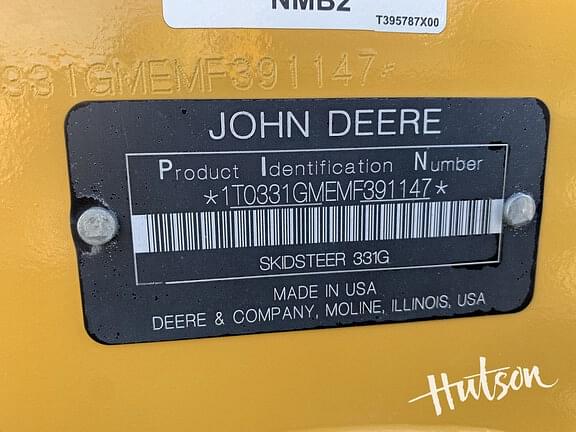 NMB2
T395787X00
331GMEMF391147*
JOHN DEERE
Product Identification Number
*1T0331GMEMF391147*
SKIDSTEER 331G
MADE IN USA
DEERE & COMPANY, MOLINE, ILLINOIS, USA
Hutson